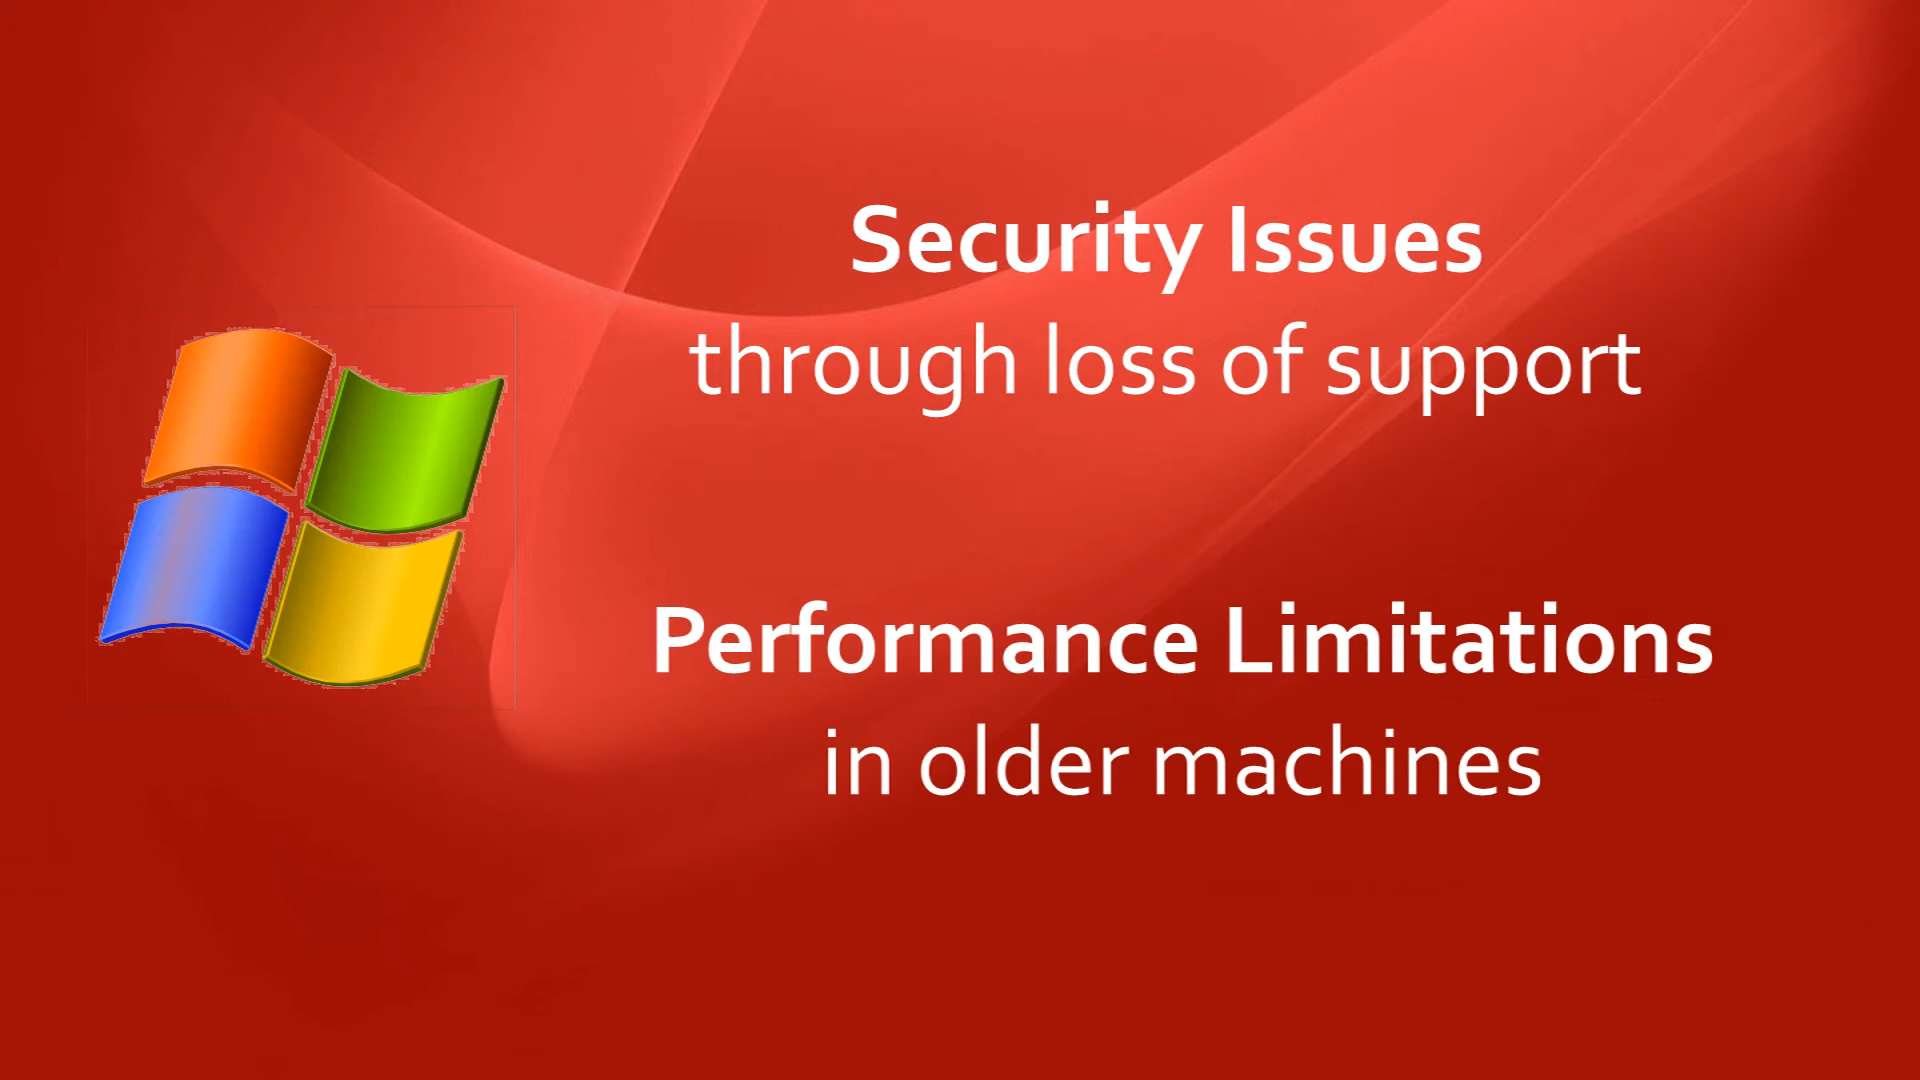 Security Issues
through loss of support
Performance Limitations
in older machines